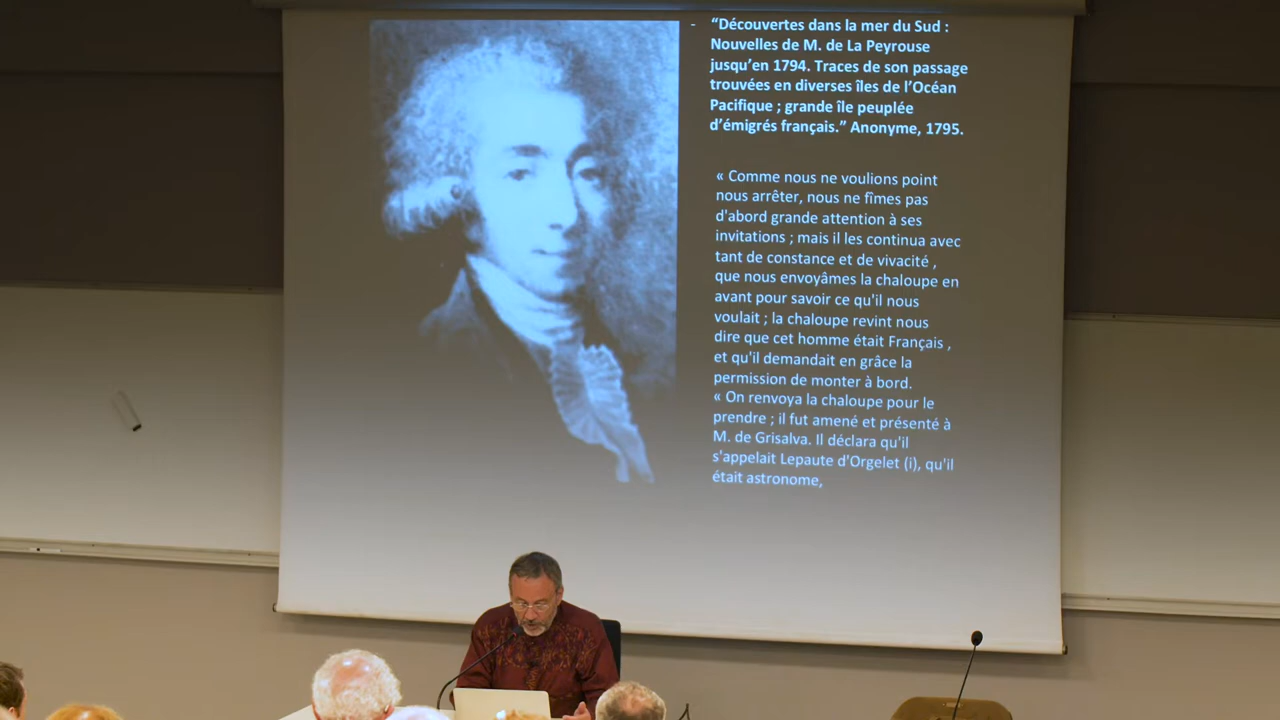 - “Découvertes dans la mer du Sud :
Nouvelles de M. de La Peyrouse
jusqu’en 1794. Traces de son passage
trouvées en diverses îles de l’Océan
Pacifique ; grande île peuplée
d’émigrés français.” Anonyme, 1795.
« Comme nous ne voulions point
nous arrêter, nous ne fîmes pas
d'abord grande attention à ses
invitations ; mais il les continua avec
tant de constance et de vivacité ,
que nous envoyâmes la chaloupe en
avant pour savoir ce qu'il nous
voulait ; la chaloupe revint nous
dire que cet homme était Français ,
et qu'il demandait en grâce la
permission de monter à bord.
« On renvoya la chaloupe pour le
prendre ; il fut amené et présenté à
M. de Grisalva. Il déclara qu'il
s'appelait Lepaute d'Orgelet (i), qu'il
était astronome,